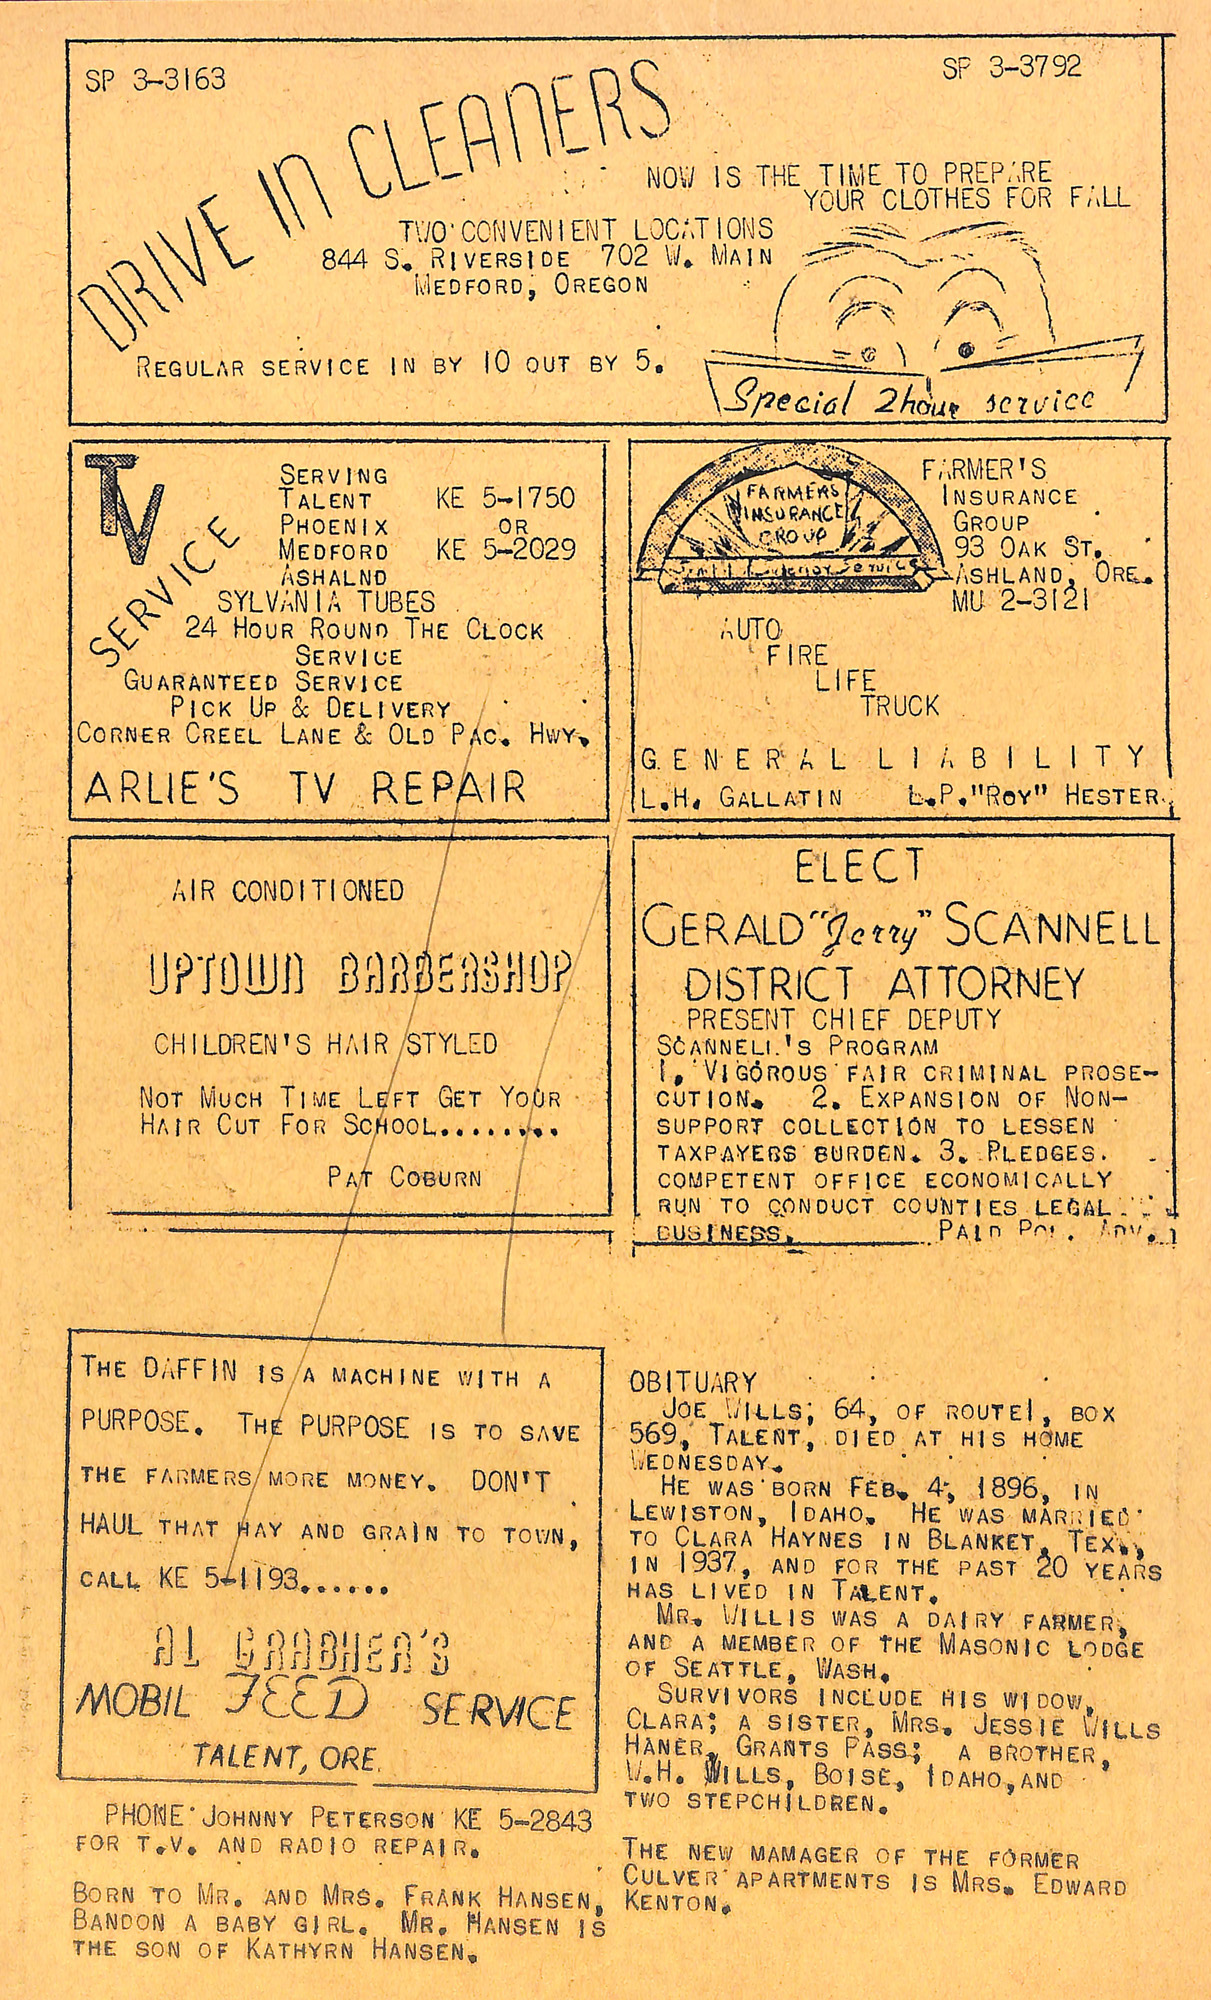 SP 3-3163
SP 3-3792
DRIVE IN CLEANERS
NOW IS THE TIME TO PREPARE
YOUR CLOTHES FOR FALL
TWO CONVENIENT LOCATIONS
844 S. RIVERSIDE 702 W. MAIN
MEDFORD, OREGON
REGULAR SERVICE IN BY 10 OUT BY 5.
Special 2hour service
TV
SERVICE
SERVING
TALENT KE 5-1750
PHOENIX OR
MEDFORD KE 5-2029
ASHALND
SYLVANIA TUBES
24 HOUR ROUND THE CLOCK
SERVICE
GUARANTEED SERVICE
PICK UP & DELIVERY
CORNER CREEL LANE & OLD PAC. HWY.
ARLIE'S TV REPAIR
FARMERS
INSURANCE
GROUP
Service
FARMER'S
INSURANCE
GROUP
93 OAK ST.
ASHLAND, ORE.
MU 2-3121
AUTO
FIRE
LIFE
TRUCK
GENERAL LIABILITY
L.H. GALLATIN L.P."ROY" HESTER
AIR CONDITIONED
UPTOWN BARBERSHOP
CHILDREN'S HAIR STYLED
NOT MUCH TIME LEFT GET YOUR
HAIR CUT FOR SCHOOL.........
PAT COBURN
ELECT
GERALD "Jerry" SCANNELL
DISTRICT ATTORNEY
PRESENT CHIEF DEPUTY
SCANNELL'S PROGRAM
1. VIGOROUS FAIR CRIMINAL PROSE-
CUTION. 2. EXPANSION OF NON-
SUPPORT COLLECTION TO LESSEN
TAXPAYERS BURDEN. 3. PLEDGES.
COMPETENT OFFICE ECONOMICALLY
RUN TO CONDUCT COUNTIES LEGAL
BUSINESS. PAID POL. ADV.
THE DAFFIN IS A MACHINE WITH A
PURPOSE. THE PURPOSE IS TO SAVE
THE FARMERS MORE MONEY. DON'T
HAUL THAT HAY AND GRAIN TO TOWN,
CALL KE 5-1193......
AL GRABHER'S
MOBIL FEED SERVICE
TALENT, ORE.
PHONE JOHNNY PETERSON KE 5-2843
FOR T.V. AND RADIO REPAIR.
BORN TO MR. AND MRS. FRANK HANSEN,
BANDON A BABY GIRL. MR. HANSEN IS
THE SON OF KATHYRN HANSEN.
OBITUARY
JOE WILLS; 64, OF ROUTE1, BOX
569, TALENT, DIED AT HIS HOME
WEDNESDAY.
HE WAS BORN FEB. 4, 1896, IN
LEWISTON, IDAHO. HE WAS MARRIED
TO CLARA HAYNES IN BLANKET, TEX.,
IN 1937, AND FOR THE PAST 20 YEARS
HAS LIVED IN TALENT.
MR. WILLIS WAS A DAIRY FARMER,
AND A MEMBER OF THE MASONIC LODGE
OF SEATTLE, WASH.
SURVIVORS INCLUDE HIS WIDOW,
CLARA; A SISTER, MRS. JESSIE WILLS
HANER, GRANTS PASS; A BROTHER,
W.H. WILLS, BOISE, IDAHO, AND
TWO STEPCHILDREN.
THE NEW MAMAGER OF THE FORMER
CULVER APARTMENTS IS MRS. EDWARD
KENTON.